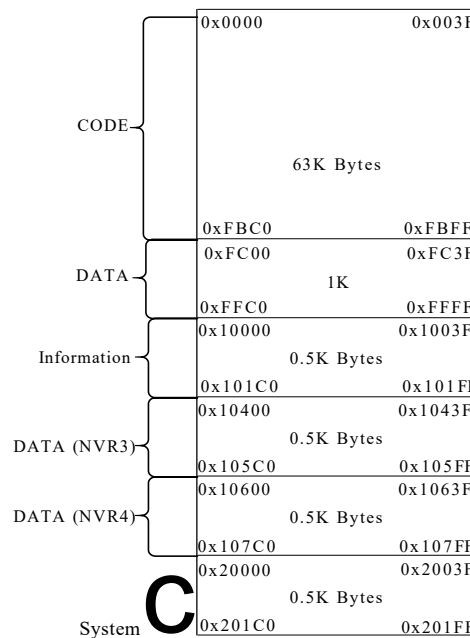 0x0000 0x003F
CODE
63K Bytes
0xFBC0 0xFBFF
0xFC00 0xFC3F
DATA
1K
0xFFC0 0xFFFF
0x10000 0x1003F
Information
0.5K Bytes
0x101C0 0x101FF
0x10400 0x1043F
DATA (NVR3)
0.5K Bytes
0x105C0 0x105FF
0x10600 0x1063F
DATA (NVR4)
0.5K Bytes
0x107C0 0x107FF
0x20000 0x2003F
C
0.5K Bytes
System
0x201C0 0x201FF